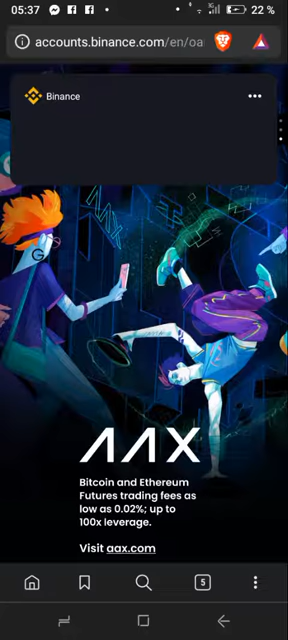 05:37
22 %
accounts.binance.com/en/oa
Binance
AAX
Bitcoin and Ethereum
Futures trading fees as
low as 0.02%; up to
100x leverage.
Visit aax.com
5